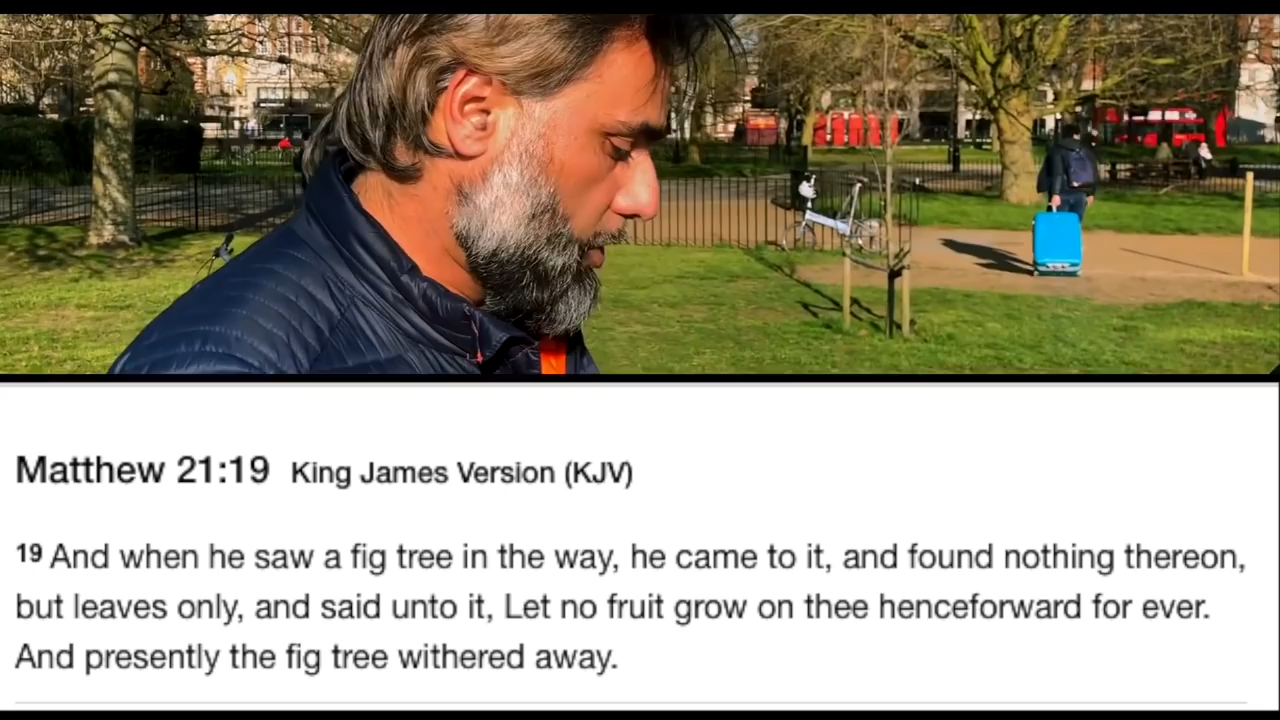 Matthew 21:19 King James Version (KJV)
19 And when he saw a fig tree in the way, he came to it, and found nothing thereon,
but leaves only, and said unto it, Let no fruit grow on thee henceforward for ever.
And presently the fig tree withered away.